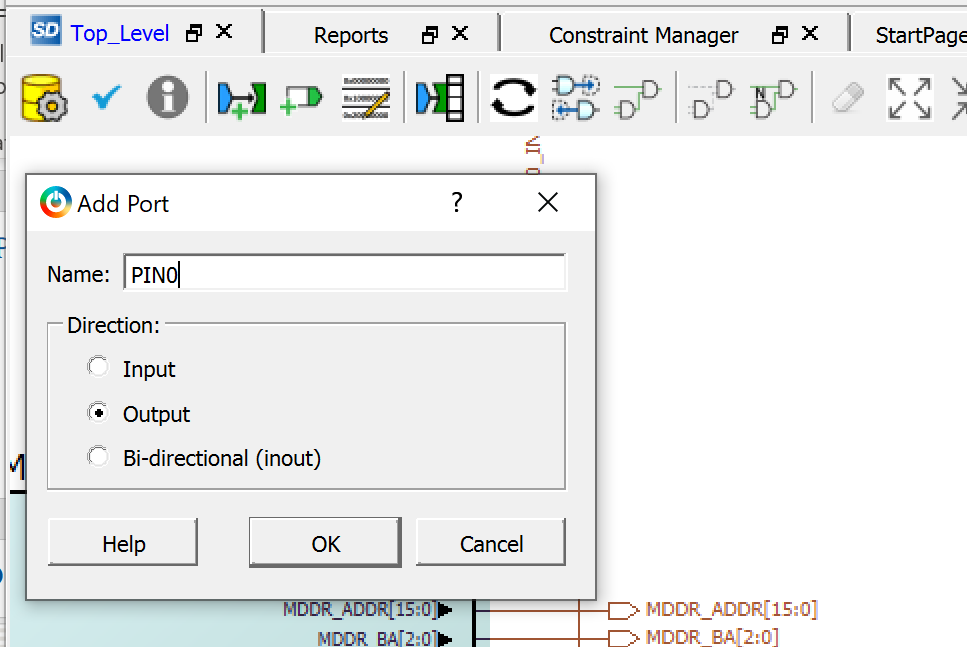 SD Top_Level Reports Constraint Manager StartPage
Add Port ?
Name: PIN0
Direction:
Input
Output
Bi-directional (inout)
Help OK Cancel
MDDR_ADDR[15:0] MDDR_ADDR[15:0]
MDDR_BA[2:0] MDDR_BA[2:0]